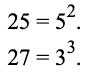 25 = 5².
27 = 3³.